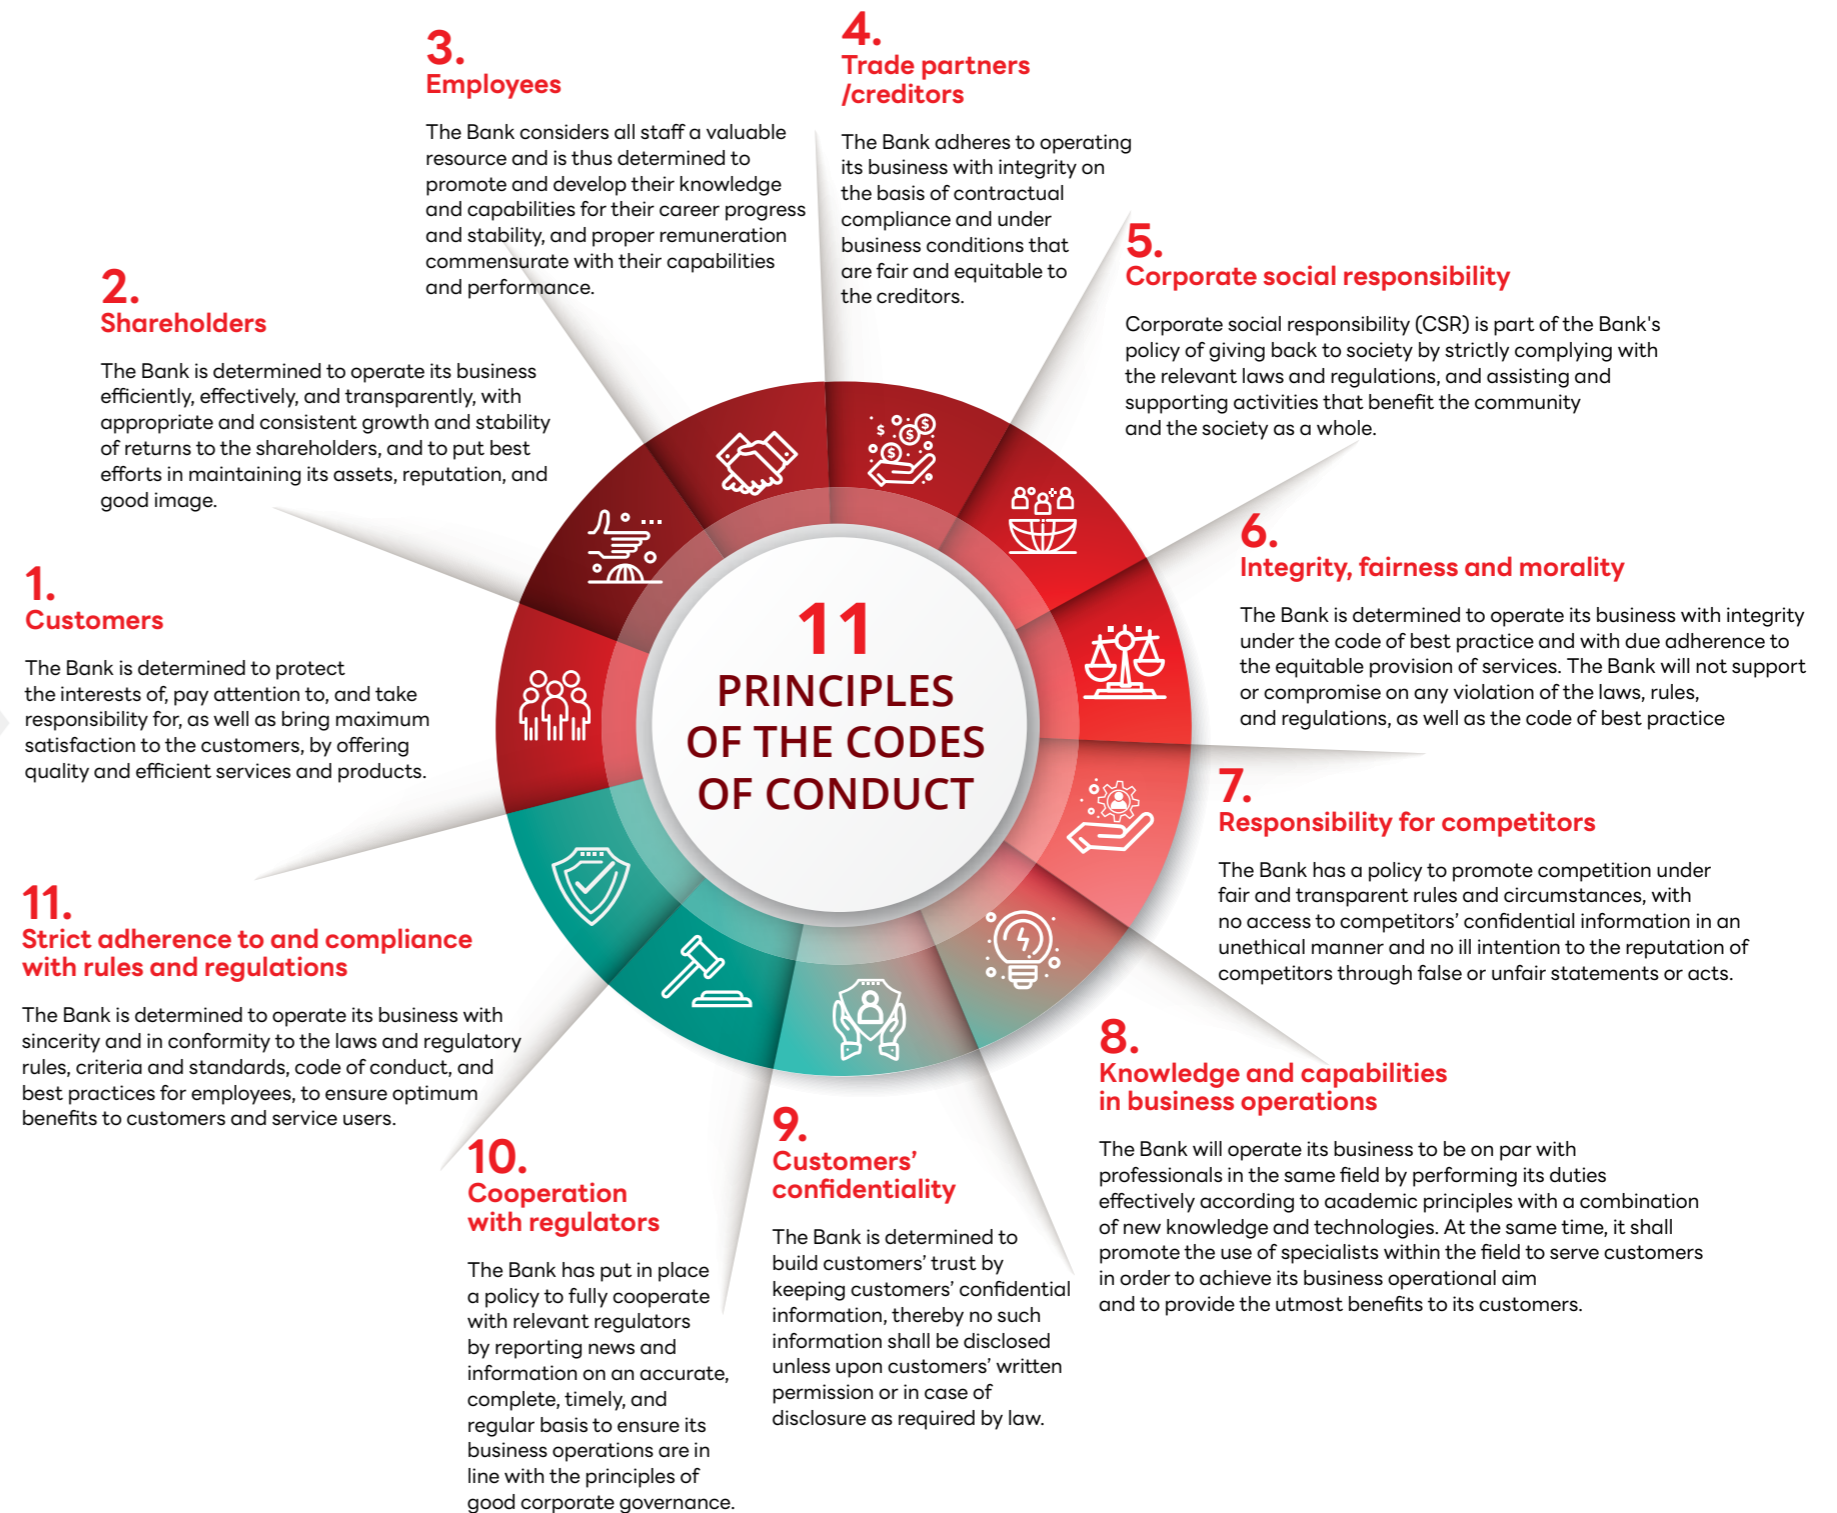 11
PRINCIPLES
OF THE CODES
OF CONDUCT
1.
Customers
The Bank is determined to protect
the interests of, pay attention to, and take
responsibility for, as well as bring maximum
satisfaction to the customers, by offering
quality and efficient services and products.
2.
Shareholders
The Bank is determined to operate its business
efficiently, effectively, and transparently, with
appropriate and consistent growth and stability
of returns to the shareholders, and to put best
efforts in maintaining its assets, reputation, and
good image.
3.
Employees
The Bank considers all staff a valuable
resource and is thus determined to
promote and develop their knowledge
and capabilities for their career progress
and stability, and proper remuneration
commensurate with their capabilities
and performance.
4.
Trade partners
/creditors
The Bank adheres to operating
its business with integrity on
the basis of contractual
compliance and under
business conditions that
are fair and equitable to
the creditors.
5.
Corporate social responsibility
Corporate social responsibility (CSR) is part of the Bank's
policy of giving back to society by strictly complying with
the relevant laws and regulations, and assisting and
supporting activities that benefit the community
and the society as a whole.
6.
Integrity, fairness and morality
The Bank is determined to operate its business with integrity
under the code of best practice and with due adherence to
the equitable provision of services. The Bank will not support
or compromise on any violation of the laws, rules,
and regulations, as well as the code of best practice
7.
Responsibility for competitors
The Bank has a policy to promote competition under
fair and transparent rules and circumstances, with
no access to competitors’ confidential information in an
unethical manner and no ill intention to the reputation of
competitors through false or unfair statements or acts.
8.
Knowledge and capabilities
in business operations
The Bank will operate its business to be on par with
professionals in the same field by performing its duties
effectively according to academic principles with a combination
of new knowledge and technologies. At the same time, it shall
promote the use of specialists within the field to serve customers
in order to achieve its business operational aim
and to provide the utmost benefits to its customers.
9.
Customers’
confidentiality
The Bank is determined to
build customers’ trust by
keeping customers’ confidential
information, thereby no such
information shall be disclosed
unless upon customers’ written
permission or in case of
disclosure as required by law.
10.
Cooperation
with regulators
The Bank has put in place
a policy to fully cooperate
with relevant regulators
by reporting news and
information on an accurate,
complete, timely, and
regular basis to ensure its
business operations are in
line with the principles of
good corporate governance.
11.
Strict adherence to and compliance
with rules and regulations
The Bank is determined to operate its business with
sincerity and in conformity to the laws and regulatory
rules, criteria and standards, code of conduct, and
best practices for employees, to ensure optimum
benefits to customers and service users.